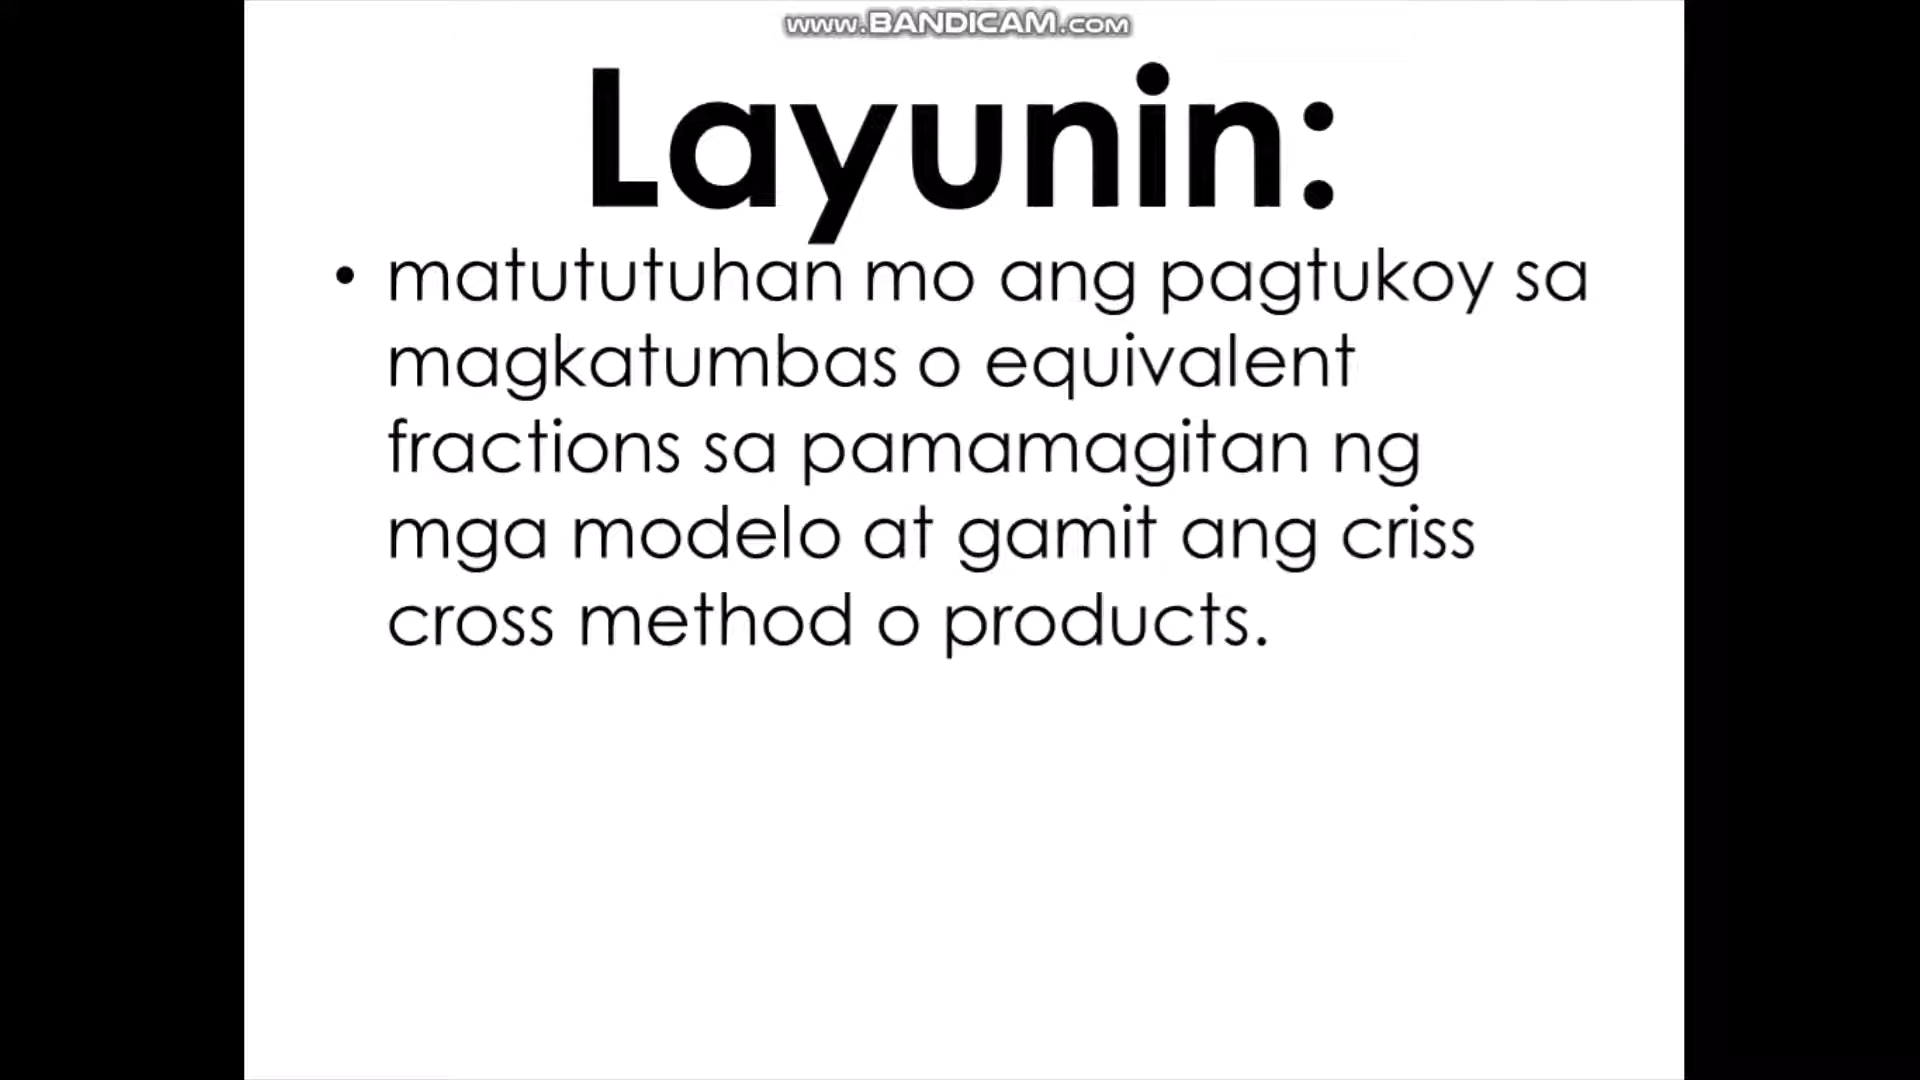 www.BANDICAM.com
Layunin:
• matututuhan mo ang pagtukoy sa
magkatumbas o equivalent
fractions sa pamamagitan ng
mga modelo at gamit ang criss
cross method o products.